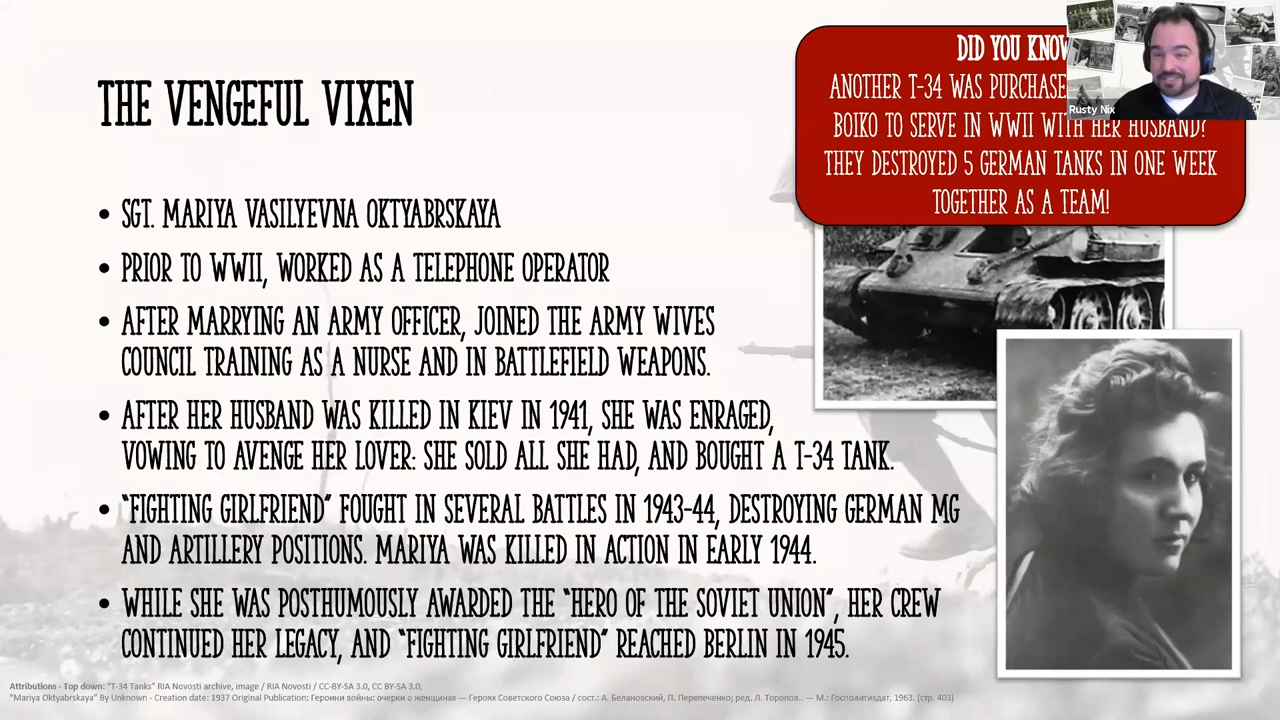 THE VENGEFUL VIXEN
DID YOU KNOW
ANOTHER T-34 WAS PURCHASE
BOIKO TO SERVE IN WWII WITH HER HUSBAND?
THEY DESTROYED 5 GERMAN TANKS IN ONE WEEK
TOGETHER AS A TEAM!
Rusty Nix
• SGT. MARIYA VASILYEVNA OKTYABRSKAYA
• PRIOR TO WWII, WORKED AS A TELEPHONE OPERATOR
• AFTER MARRYING AN ARMY OFFICER, JOINED THE ARMY WIVES
COUNCIL TRAINING AS A NURSE AND IN BATTLEFIELD WEAPONS.
• AFTER HER HUSBAND WAS KILLED IN KIEV IN 1941, SHE WAS ENRAGED,
VOWING TO AVENGE HER LOVER: SHE SOLD ALL SHE HAD, AND BOUGHT A T-34 TANK.
• "FIGHTING GIRLFRIEND" FOUGHT IN SEVERAL BATTLES IN 1943-44, DESTROYING GERMAN MG
AND ARTILLERY POSITIONS. MARIYA WAS KILLED IN ACTION IN EARLY 1944.
• WHILE SHE WAS POSTHUMOUSLY AWARDED THE "HERO OF THE SOVIET UNION", HER CREW
CONTINUED HER LEGACY, AND "FIGHTING GIRLFRIEND" REACHED BERLIN IN 1945.
Attributions - Top down: "T-34 Tanks" RIA Novosti archive, image / RIA Novosti / CC-BY-SA 3.0, CC BY-SA 3.0,
"Mariya Oktyabrskaya" By Unknown - Creation date: 1937 Original Publication: Героини войны: очерки о женщинах — Героях Советского Союза / сост.: А. Белановский, П. Перепеченко; ред. Л. Торопов.. — М.: Госполитиздат, 1963. (стр. 403)